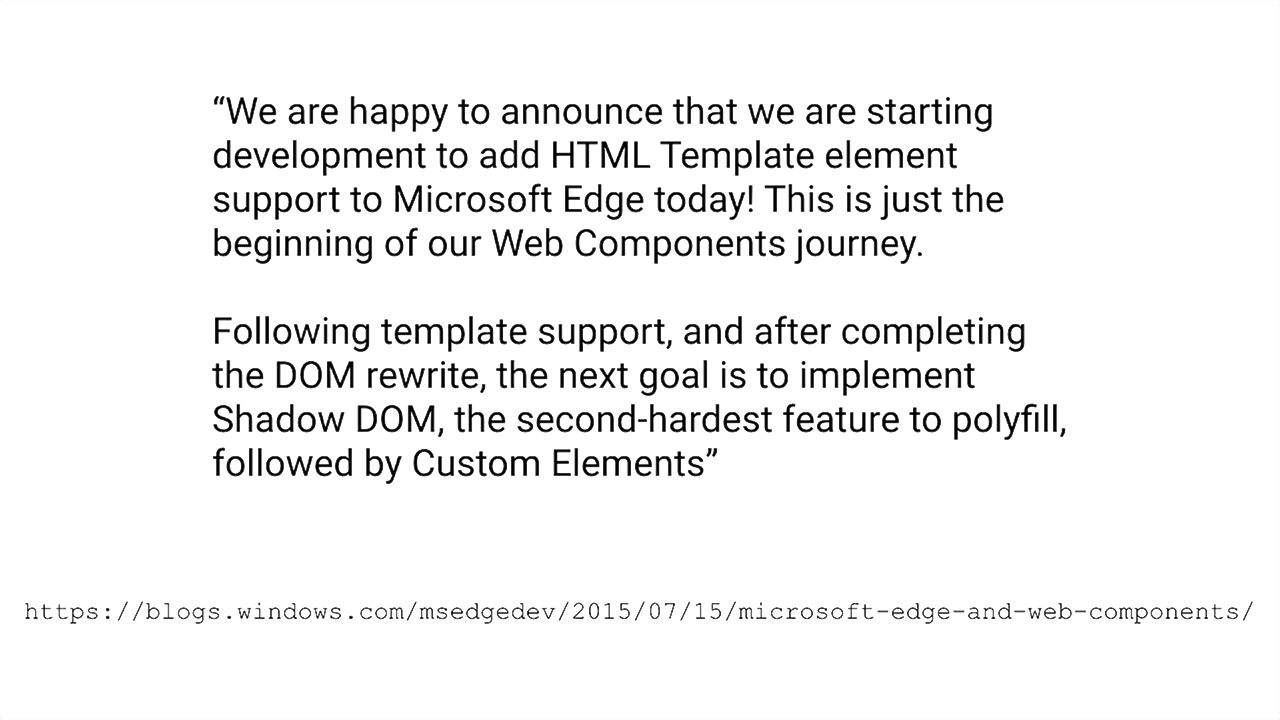 “We are happy to announce that we are starting
development to add HTML Template element
support to Microsoft Edge today! This is just the
beginning of our Web Components journey.
Following template support, and after completing
the DOM rewrite, the next goal is to implement
Shadow DOM, the second-hardest feature to polyfill,
followed by Custom Elements”
https://blogs.windows.com/msedgedev/2015/07/15/microsoft-edge-and-web-components/